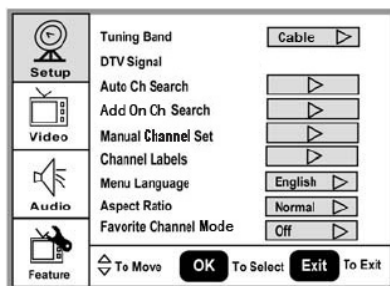 Setup
Video
Audio
Feature
Tuning Band Cable
DTV Signal
Auto Ch Search
Add On Ch Search
Manual Channel Set
Channel Labels
Menu Language English
Aspect Ratio Normal
Favorite Channel Mode Off
To Move OK To Select Exit To Exit